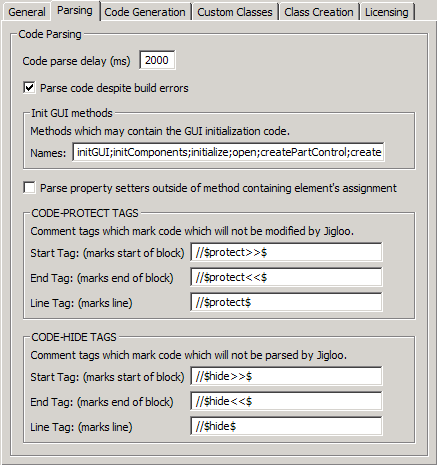 General Parsing Code Generation Custom Classes Class Creation Licensing
Code Parsing
Code parse delay (ms) 2000
Parse code despite build errors
Init GUI methods
Methods which may contain the GUI initialization code.
Names: initGUI;initComponents;initialize;open;createPartControl;create
Parse property setters outside of method containing element's assignment
CODE-PROTECT TAGS
Comment tags which mark code which will not be modified by Jigloo.
Start Tag: (marks start of block) //$protect>>$
End Tag: (marks end of block) //$protect<<$
Line Tag: (marks line) //$protect$
CODE-HIDE TAGS
Comment tags which mark code which will not be parsed by Jigloo.
Start Tag: (marks start of block) //$hide>>$
End Tag: (marks end of block) //$hide<<$
Line Tag: (marks line) //$hide$